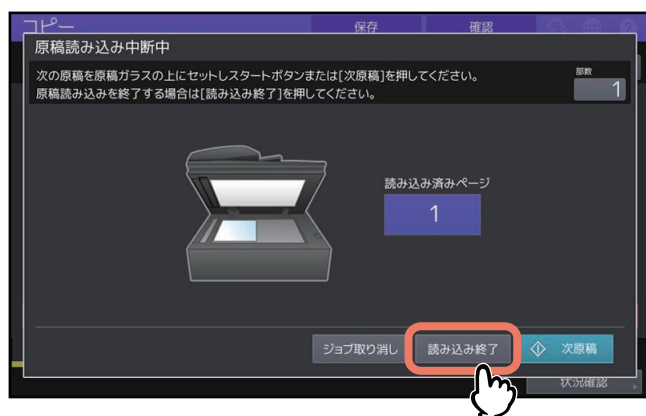 コピー
保存
確認
原稿読み込み中断中
次の原稿を原稿ガラスの上にセットしスタートボタンまたは[次原稿]を押してください。
原稿読み込みを終了する場合は[読み込み終了]を押してください。
部数
1
読み込み済みページ
1
ジョブ取り消し
読み込み終了
次原稿
状況確認